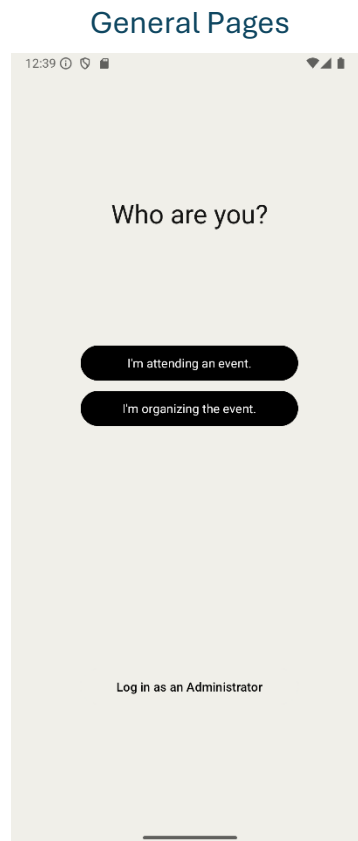 General Pages
12:39
Who are you?
I'm attending an event.
I'm organizing the event.
Log in as an Administrator